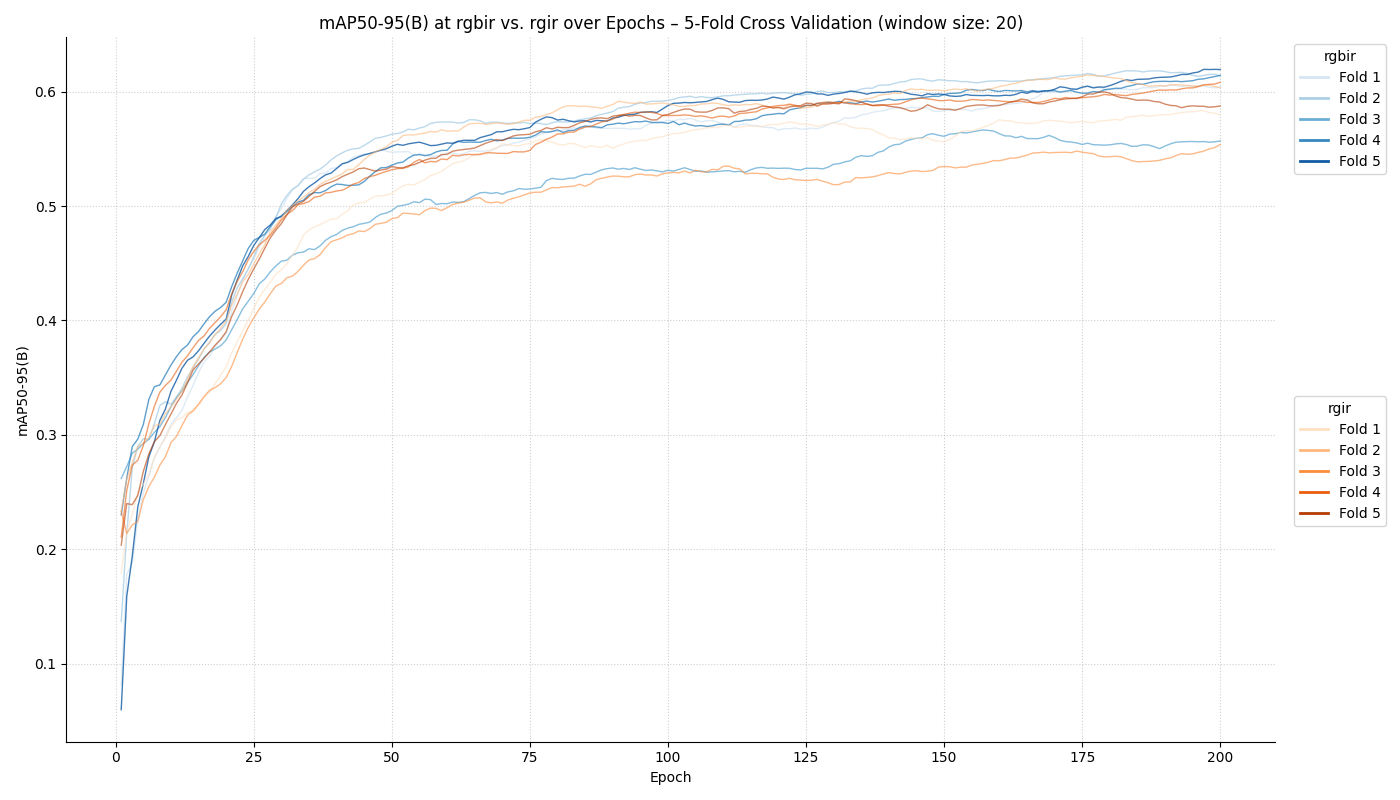 mAP50-95(B) at rgbir vs. rgir over Epochs – 5-Fold Cross Validation (window size: 20)
mAP50-95(B)
0.6
0.5
0.4
0.3
0.2
0.1
0 25 50 75 100 125 150 175 200
Epoch
rgbir
Fold 1
Fold 2
Fold 3
Fold 4
Fold 5
rgir
Fold 1
Fold 2
Fold 3
Fold 4
Fold 5